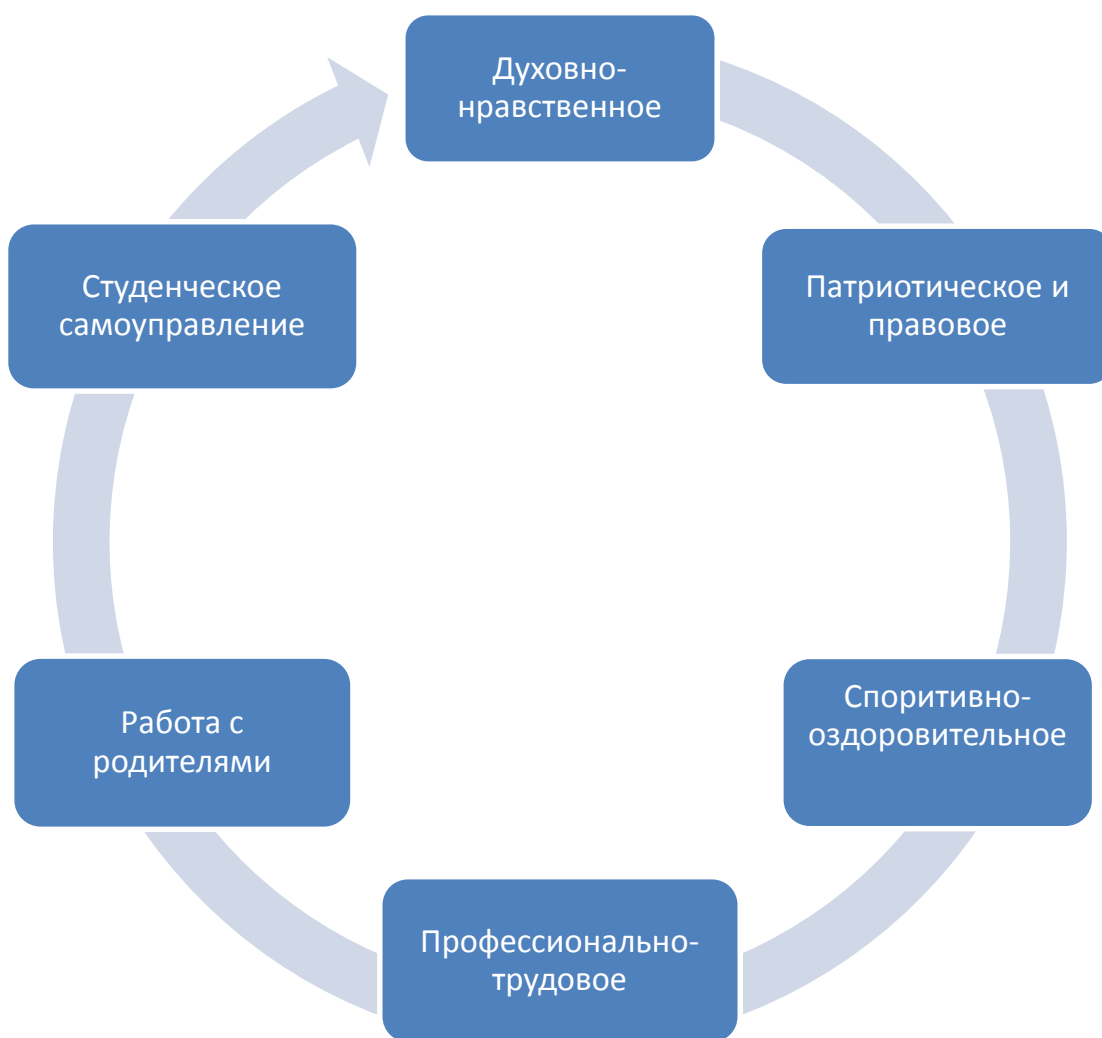 Духовно-
нравственное
Патриотическое и
правовое
Споритивно-
оздоровительное
Профессионально-
трудовое
Работа с
родителями
Студенческое
самоуправление